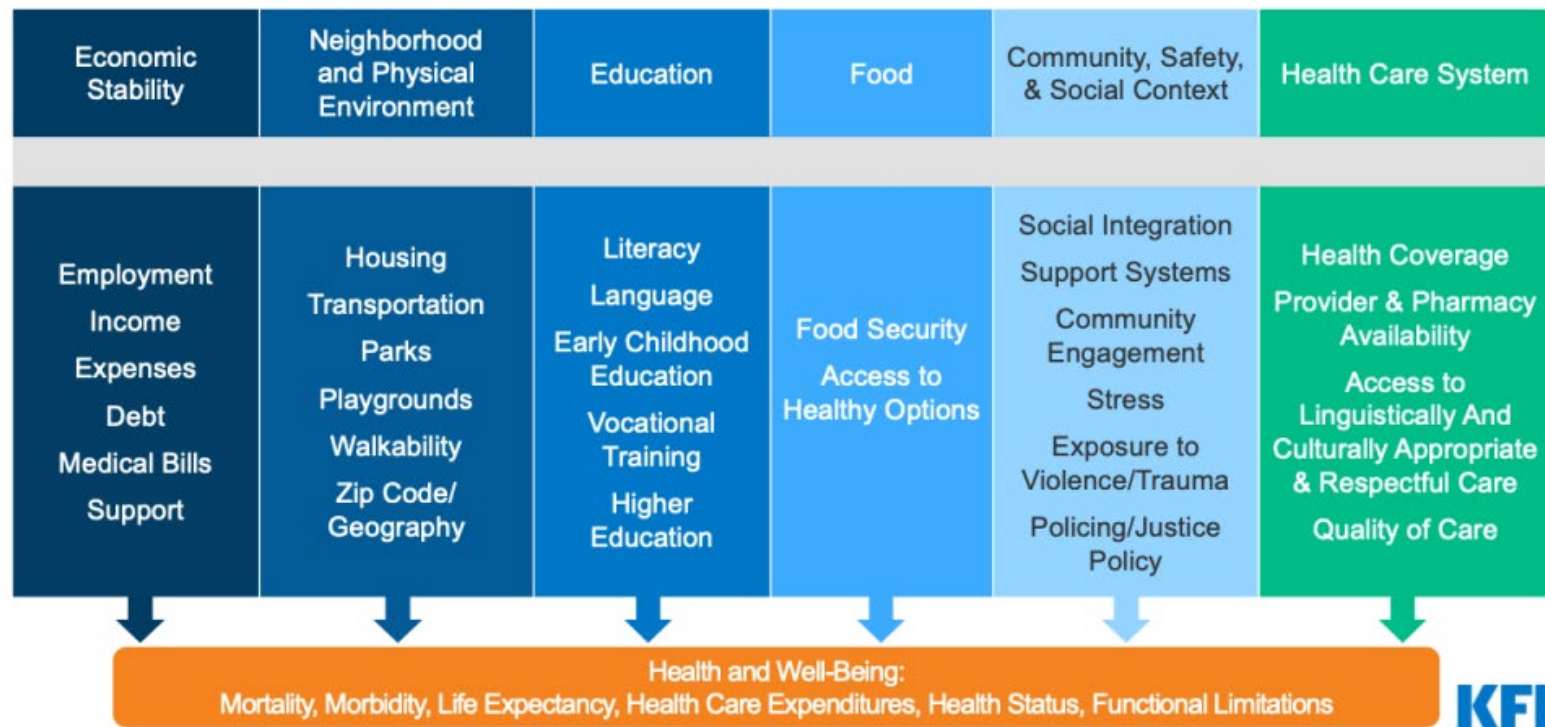 Economic
Stability
Neighborhood
and Physical
Environment
Education
Food
Community, Safety,
& Social Context
Health Care System
Employment
Income
Expenses
Debt
Medical Bills
Support
Housing
Transportation
Parks
Playgrounds
Walkability
Zip Code/
Geography
Literacy
Language
Early Childhood
Education
Vocational
Training
Higher
Education
Food Security
Access to
Healthy Options
Social Integration
Support Systems
Community
Engagement
Stress
Exposure to
Violence/Trauma
Policing/Justice
Policy
Health Coverage
Provider & Pharmacy
Availability
Access to
Linguistically And
Culturally Appropriate
& Respectful Care
Quality of Care
Health and Well-Being:
Mortality, Morbidity, Life Expectancy, Health Care Expenditures, Health Status, Functional Limitations